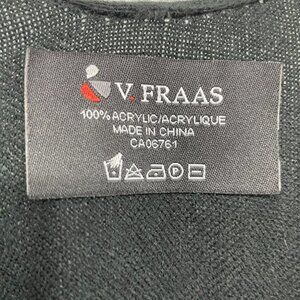 V. FRAAS
100% ACRYLIC/ACRYLIQUE
MADE IN CHINA
CA06761
P